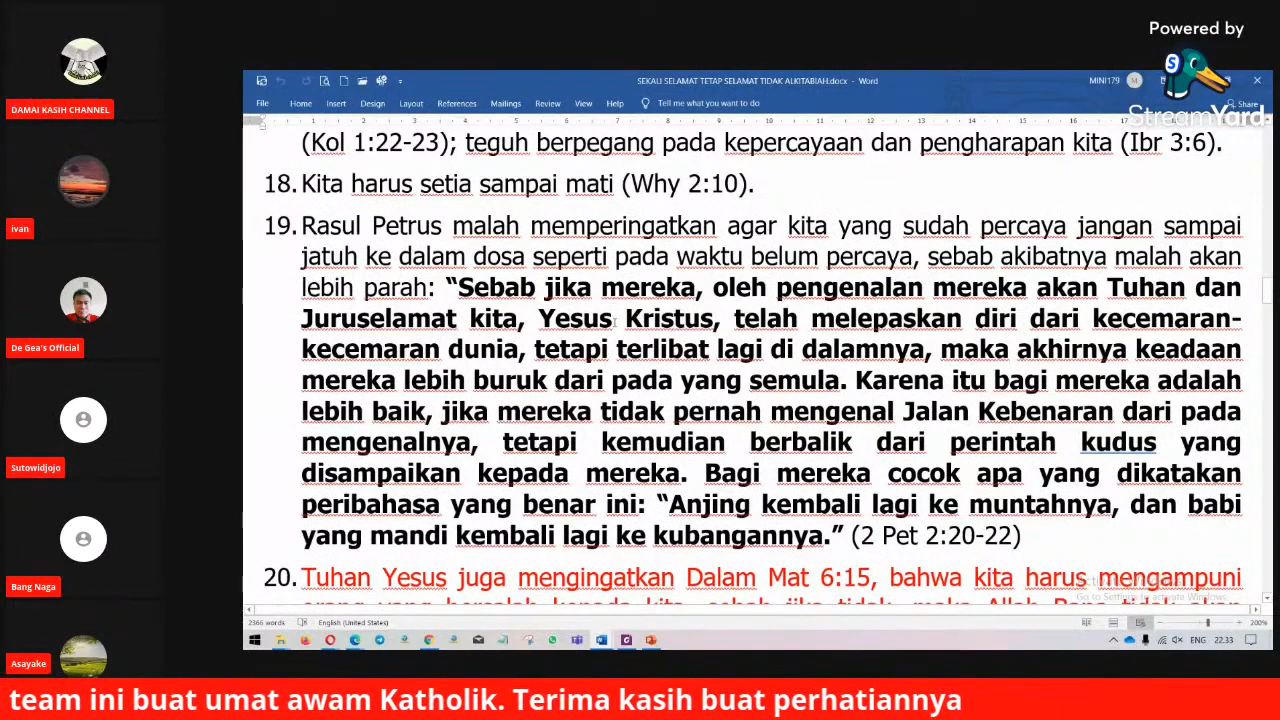 Powered by
StreamYard
DAMAI KASIH CHANNEL
ivan
De Gea's Official
Sutowidjojo
Bang Naga
Asayake
SEKALI SELAMAT TETAP SELAMAT TIDAK ALKITABIAH.docx - Word
MINI179
M
File Home Insert Design Layout References Mailings Review View Help Tell me what you want to do
Share
(Kol 1:22-23); teguh berpegang pada kepercayaan dan pengharapan kita (Ibr 3:6).
18. Kita harus setia sampai mati (Why 2:10).
19. Rasul Petrus malah memperingatkan agar kita yang sudah percaya jangan sampai
jatuh ke dalam dosa seperti pada waktu belum percaya, sebab akibatnya malah akan
lebih parah: “Sebab jika mereka, oleh pengenalan mereka akan Tuhan dan
Juruselamat kita, Yesus Kristus, telah melepaskan diri dari kecemaran-
kecemaran dunia, tetapi terlibat lagi di dalamnya, maka akhirnya keadaan
mereka lebih buruk dari pada yang semula. Karena itu bagi mereka adalah
lebih baik, jika mereka tidak pernah mengenal Jalan Kebenaran dari pada
mengenalnya, tetapi kemudian berbalik dari perintah kudus yang
disampaikan kepada mereka. Bagi mereka cocok apa yang dikatakan
peribahasa yang benar ini: “Anjing kembali lagi ke muntahnya, dan babi
yang mandi kembali lagi ke kubangannya.” (2 Pet 2:20-22)
20. Tuhan Yesus juga mengingatkan Dalam Mat 6:15, bahwa kita harus mengampuni
Go to Settings to activate Windows.
2366 words English (United States) 200%
ENG 22.33
team ini buat umat awam Katholik. Terima kasih buat perhatiannya